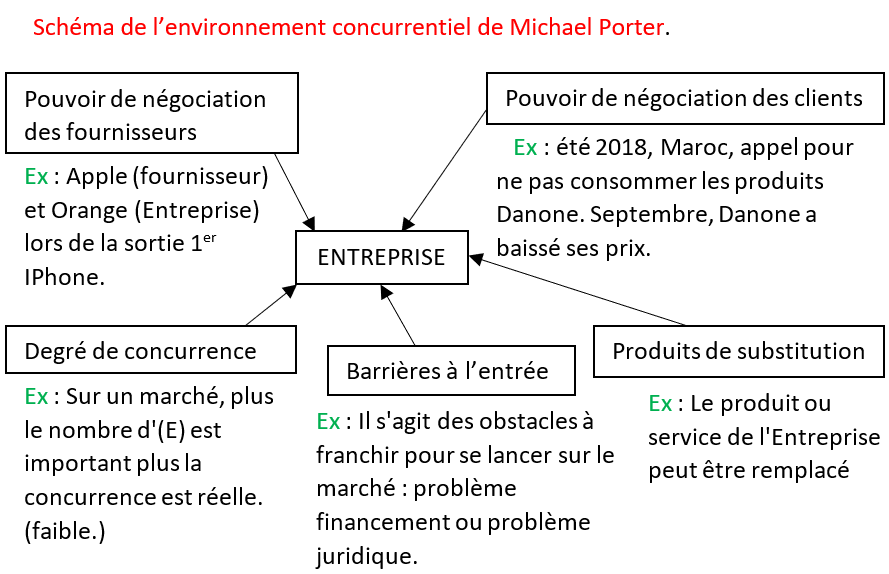 Schéma de l’environnement concurrentiel de Michael Porter.
Pouvoir de négociation
des fournisseurs
Ex : Apple (fournisseur)
et Orange (Entreprise)
lors de la sortie 1er
IPhone.
Pouvoir de négociation des clients
Ex : été 2018, Maroc, appel pour
ne pas consommer les produits
Danone. Septembre, Danone a
baissé ses prix.
ENTREPRISE
Degré de concurrence
Ex : Sur un marché, plus
le nombre d'(E) est
important plus la
concurrence est réelle.
(faible.)
Barrières à l’entrée
Ex : Il s'agit des obstacles à
franchir pour se lancer sur le
marché : problème
financement ou problème
juridique.
Produits de substitution
Ex : Le produit ou
service de l'Entreprise
peut être remplacé